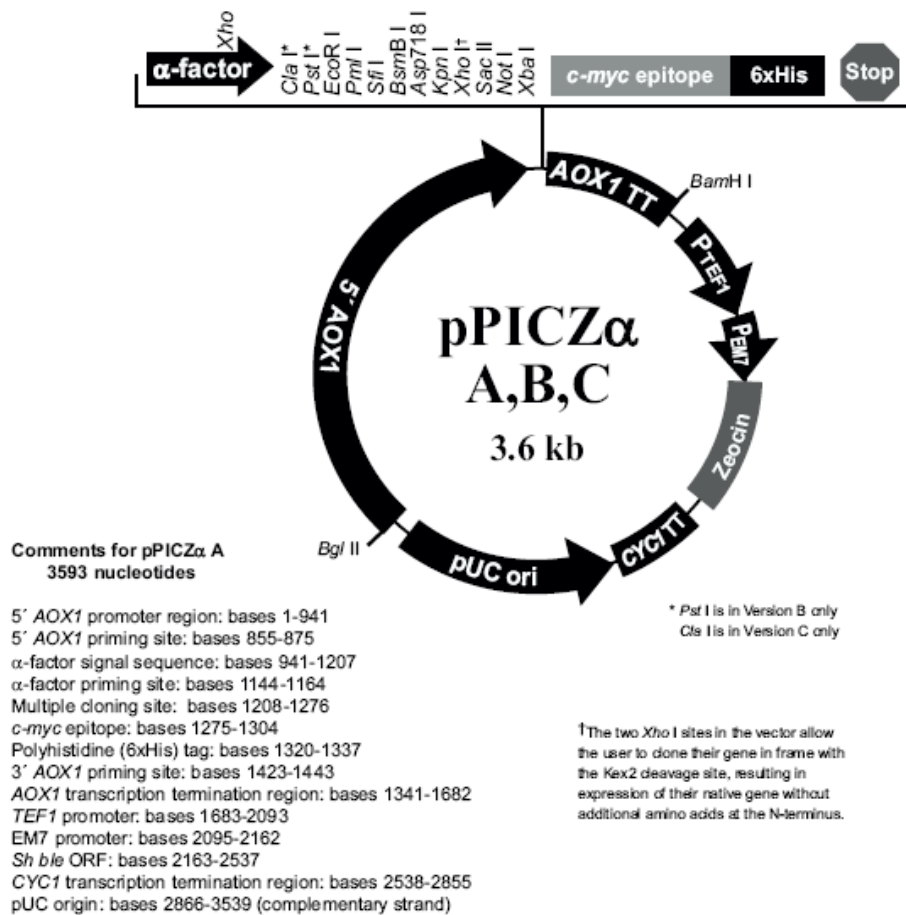 Xho
α-factor
Cla I*
Pst I*
EcoR I
Pml I
Sfi I
BsmB I
Asp718 I
Kpn I
Xho I†
Sac II
Not I
Xba I
c-myc epitope
6xHis
Stop
5´ AOX1
AOX1 TT
BamH I
PTEF1
PEM7
Zeocin
CYC1 TT
pUC ori
Bgl II
pPICZα
A,B,C
3.6 kb
Comments for pPICZα A
3593 nucleotides
5´ AOX1 promoter region: bases 1-941
5´ AOX1 priming site: bases 855-875
α-factor signal sequence: bases 941-1207
α-factor priming site: bases 1144-1164
Multiple cloning site: bases 1208-1276
c-myc epitope: bases 1275-1304
Polyhistidine (6xHis) tag: bases 1320-1337
3´ AOX1 priming site: bases 1423-1443
AOX1 transcription termination region: bases 1341-1682
TEF1 promoter: bases 1683-2093
EM7 promoter: bases 2095-2162
Sh ble ORF: bases 2163-2537
CYC1 transcription termination region: bases 2538-2855
pUC origin: bases 2866-3539 (complementary strand)
* Pst I is in Version B only
Cla I is in Version C only
†The two Xho I sites in the vector allow
the user to clone their gene in frame with
the Kex2 cleavage site, resulting in
expression of their native gene without
additional amino acids at the N-terminus.